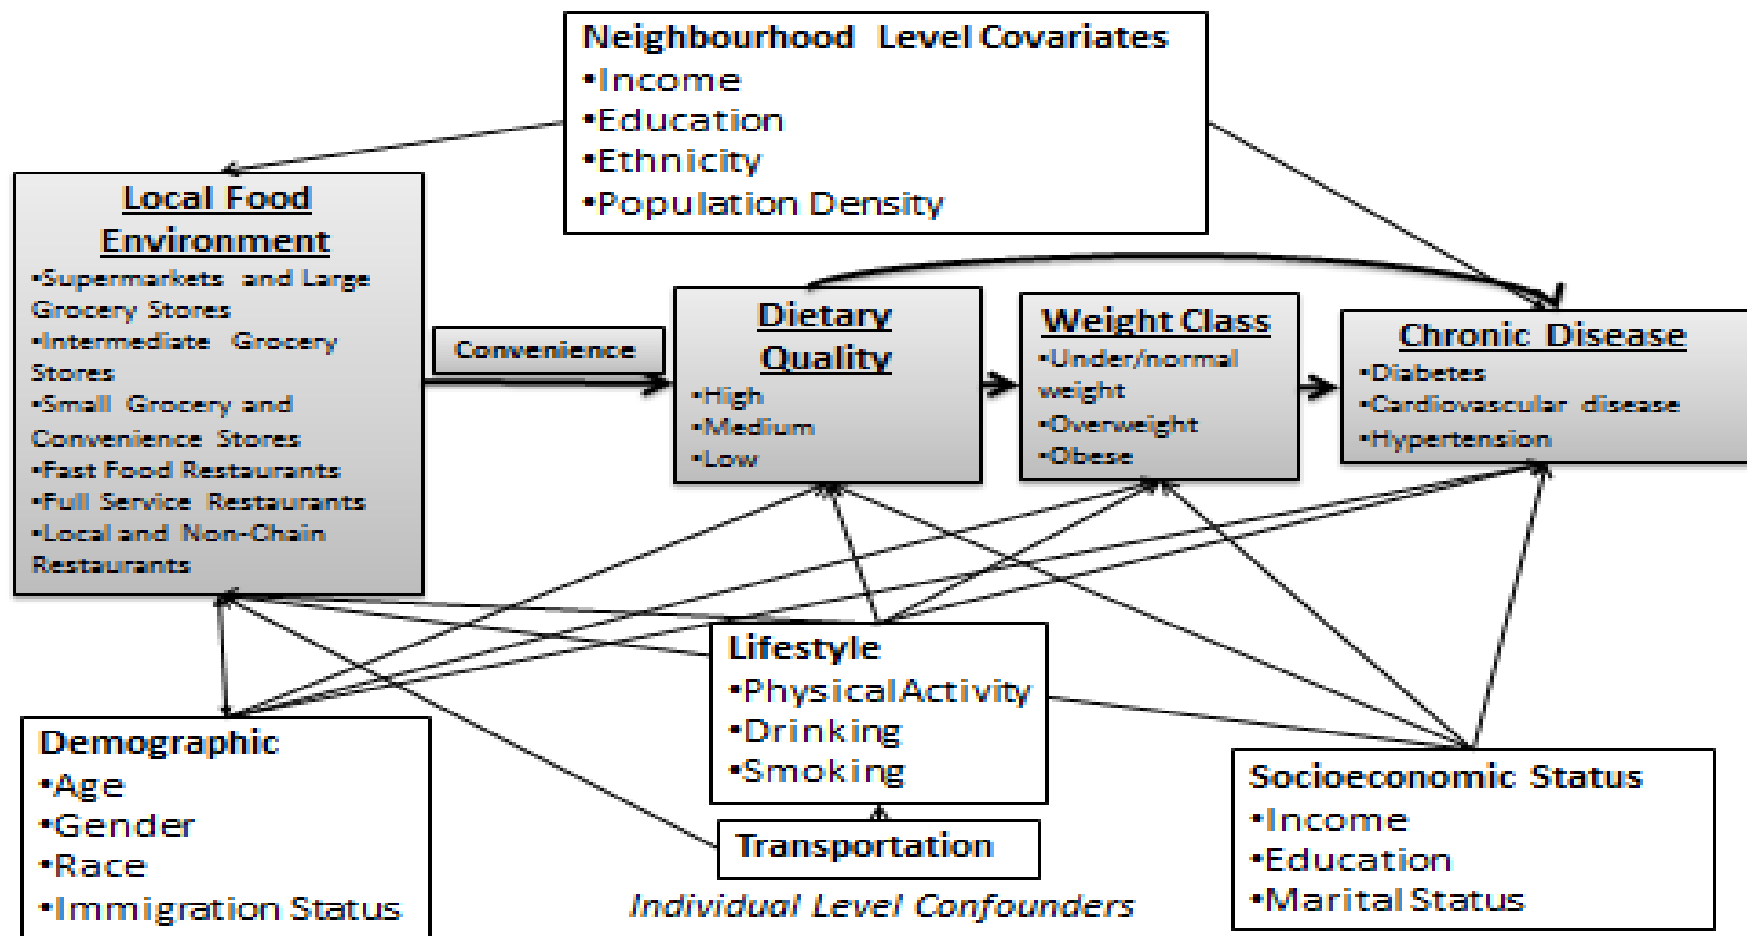 Neighbourhood Level Covariates
•Income
•Education
•Ethnicity
•Population Density
Local Food
Environment
•Supermarkets and Large
Grocery Stores
•Intermediate Grocery
Stores
•Small Grocery and
Convenience Stores
•Fast Food Restaurants
•Full Service Restaurants
•Local and Non-Chain
Restaurants
Convenience
Dietary
Quality
•High
•Medium
•Low
Weight Class
•Under/normal
weight
•Overweight
•Obese
Chronic Disease
•Diabetes
•Cardiovascular disease
•Hypertension
Demographic
•Age
•Gender
•Race
•Immigration Status
Lifestyle
•Physical Activity
•Drinking
•Smoking
Transportation
Individual Level Confounders
Socioeconomic Status
•Income
•Education
•Marital Status